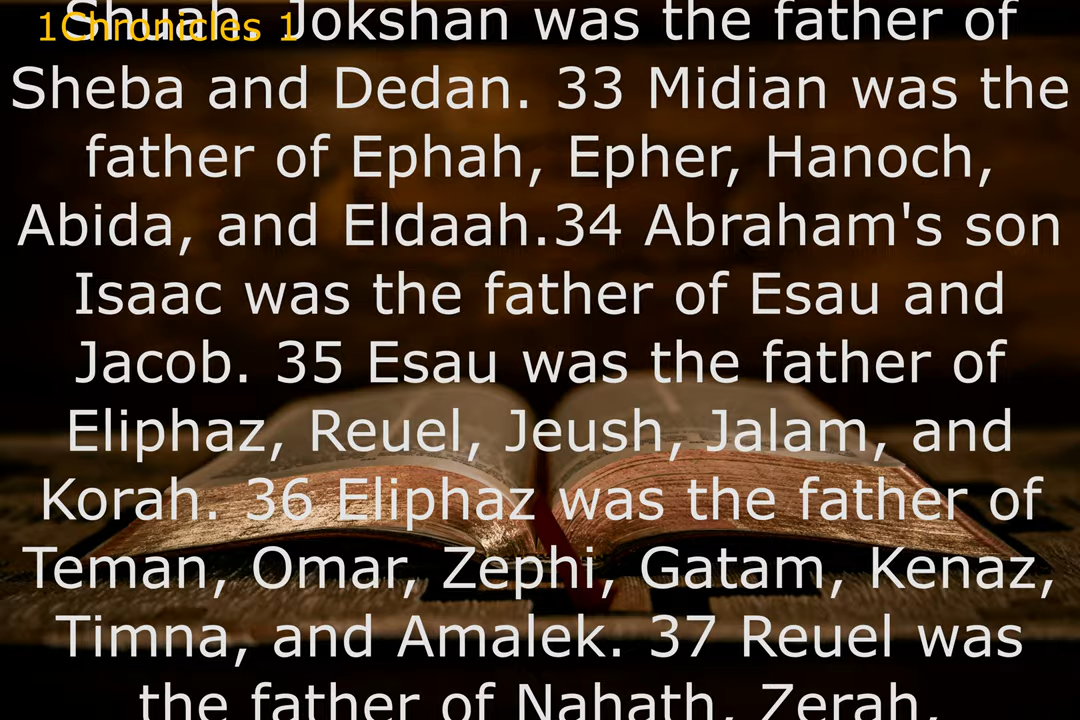 1Chronicles 1
Shuah. Jokshan was the father of
Sheba and Dedan. 33 Midian was the
father of Ephah, Epher, Hanoch,
Abida, and Eldaah.34 Abraham's son
Isaac was the father of Esau and
Jacob. 35 Esau was the father of
Eliphaz, Reuel, Jeush, Jalam, and
Korah. 36 Eliphaz was the father of
Teman, Omar, Zephi, Gatam, Kenaz,
Timna, and Amalek. 37 Reuel was
the father of Nahath, Zerah,